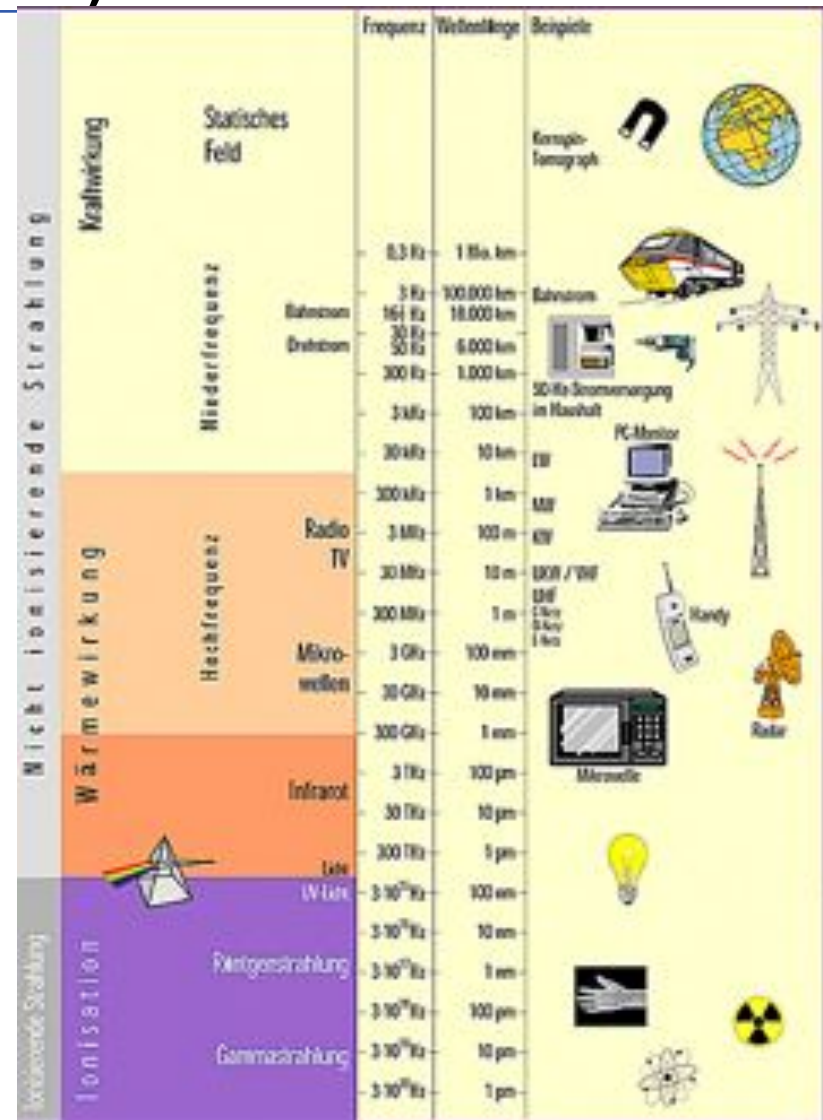 Frequenz Wellenlänge Beispiele
Nicht ionisierende Strahlung
Kraftwirkung
Statisches
Feld
Kernspin-
Tomograph
0,3 Hz 1 Mio. km
Niederfrequenz
3 Hz 100.000 km Bahnstrom
Bahnstrom Hz 18.000 km
30 Hz
Drehstrom 50 Hz 6.000 km
300 Hz 1.000 km
50-Hz-Stromversorgung
im Haushalt
3 kHz 100 km
PC-Monitor
30 kHz 10 km
300 kHz 1 km MW
Wärmewirkung
Hochfrequenz
Radio
TV
3 MHz 100 m KW
30 MHz 10 m UKW / VHF
UHF
300 MHz 1 m
Handy
Mikro-
wellen
3 GHz 100 mm
30 GHz 10 mm
Radar
300 GHz 1 mm
Mikrowelle
3 THz 100 µm
Infrarot
30 THz 10 µm
300 THz 1 µm
Licht
UV-Licht 100 nm
Ionisierende Strahlung
Ionisation
10 nm
Röntgenstrahlung
1 nm
100 pm
Gammastrahlung
10 pm
1 pm